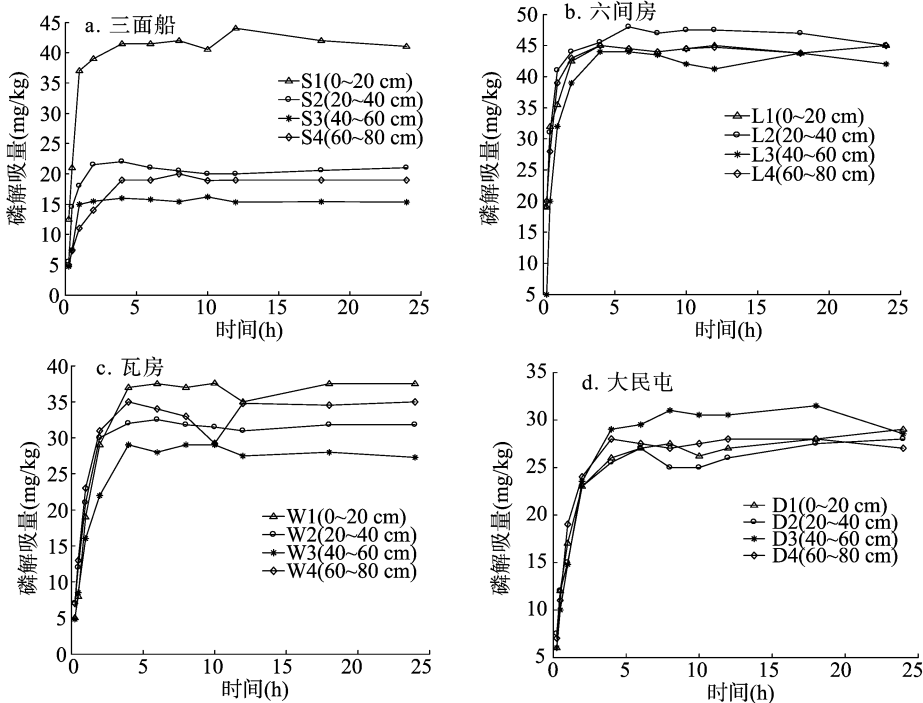 a. 三面船
磷解吸量(mg/kg)
45
40
35
30
25
20
15
10
5
0
S1(0~20 cm)
S2(20~40 cm)
S3(40~60 cm)
S4(60~80 cm)
0 5 10 15 20 25
时间(h)
b. 六间房
磷解吸量(mg/kg)
50
45
40
35
30
25
20
15
10
5
L1(0~20 cm)
L2(20~40 cm)
L3(40~60 cm)
L4(60~80 cm)
0 5 10 15 20 25
时间(h)
c. 瓦房
磷解吸量(mg/kg)
40
35
30
25
20
15
10
5
0
W1(0~20 cm)
W2(20~40 cm)
W3(40~60 cm)
W4(60~80 cm)
0 5 10 15 20 25
时间(h)
d. 大民屯
磷解吸量(mg/kg)
35
30
25
20
15
10
5
D1(0~20 cm)
D2(20~40 cm)
D3(40~60 cm)
D4(60~80 cm)
0 5 10 15 20 25
时间(h)